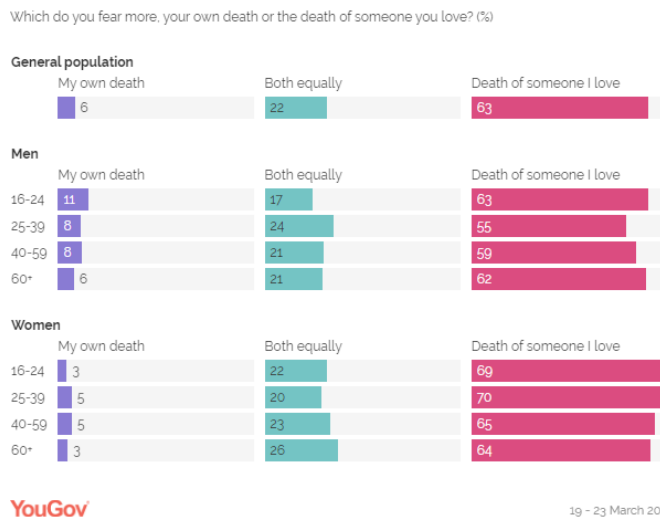 Which do you fear more, your own death or the death of someone you love? (%)
General population
My own death Both equally Death of someone I love
6 22 63
Men
My own death Both equally Death of someone I love
16-24 11 17 63
25-39 8 24 55
40-59 8 21 59
60+ 6 21 62
Women
My own death Both equally Death of someone I love
16-24 3 22 69
25-39 5 20 70
40-59 5 23 65
60+ 3 26 64
YouGov 19 - 23 March 20